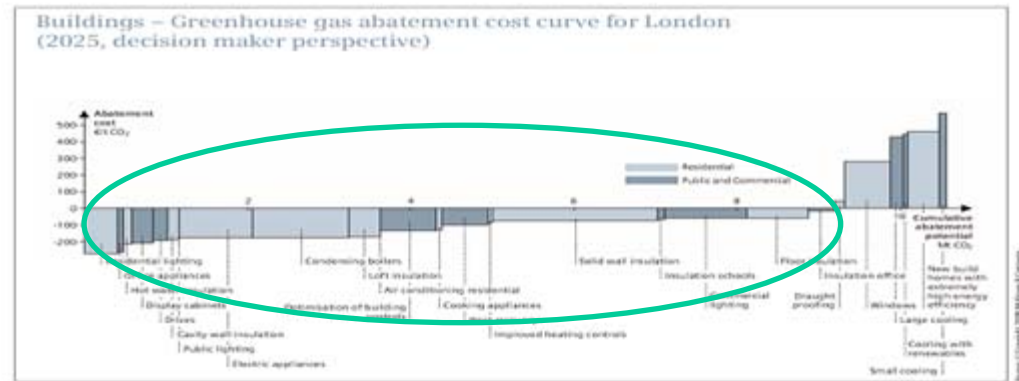 Buildings – Greenhouse gas abatement cost curve for London
(2025, decision maker perspective)
Abatement
cost
€/t CO₂
500
400
300
200
100
0
-100
-200
2
4
6
8
10
Residential
Public and Commercial
Cumulative
abatement
potential
Mt CO₂
Residential lighting
appliances
Hot water insulation
Display cabinets
Drives
Cavity wall insulation
Public lighting
Electric appliances
Condensing boilers
Loft insulation
Air conditioning residential
Optimisation of building
controls
Cooking appliances
Improved heating controls
Solid wall insulation
Insulation schools
Commercial
lighting
Floor insulation
Insulation office
Draught
proofing
Windows
Large cooling
Cooling with
renewables
Small cooling
New build
homes with
extremely
high energy
efficiency